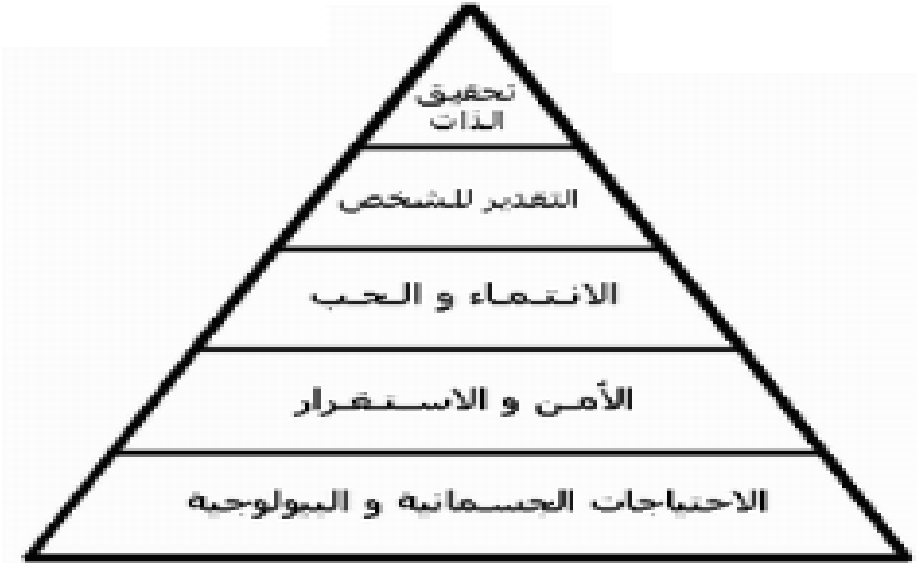 تحقيق
الذات
التقدير للشخص
الانتماء و الحب
الأمن و الاستقرار
الاحتياجات الجسمانية و البيولوجية